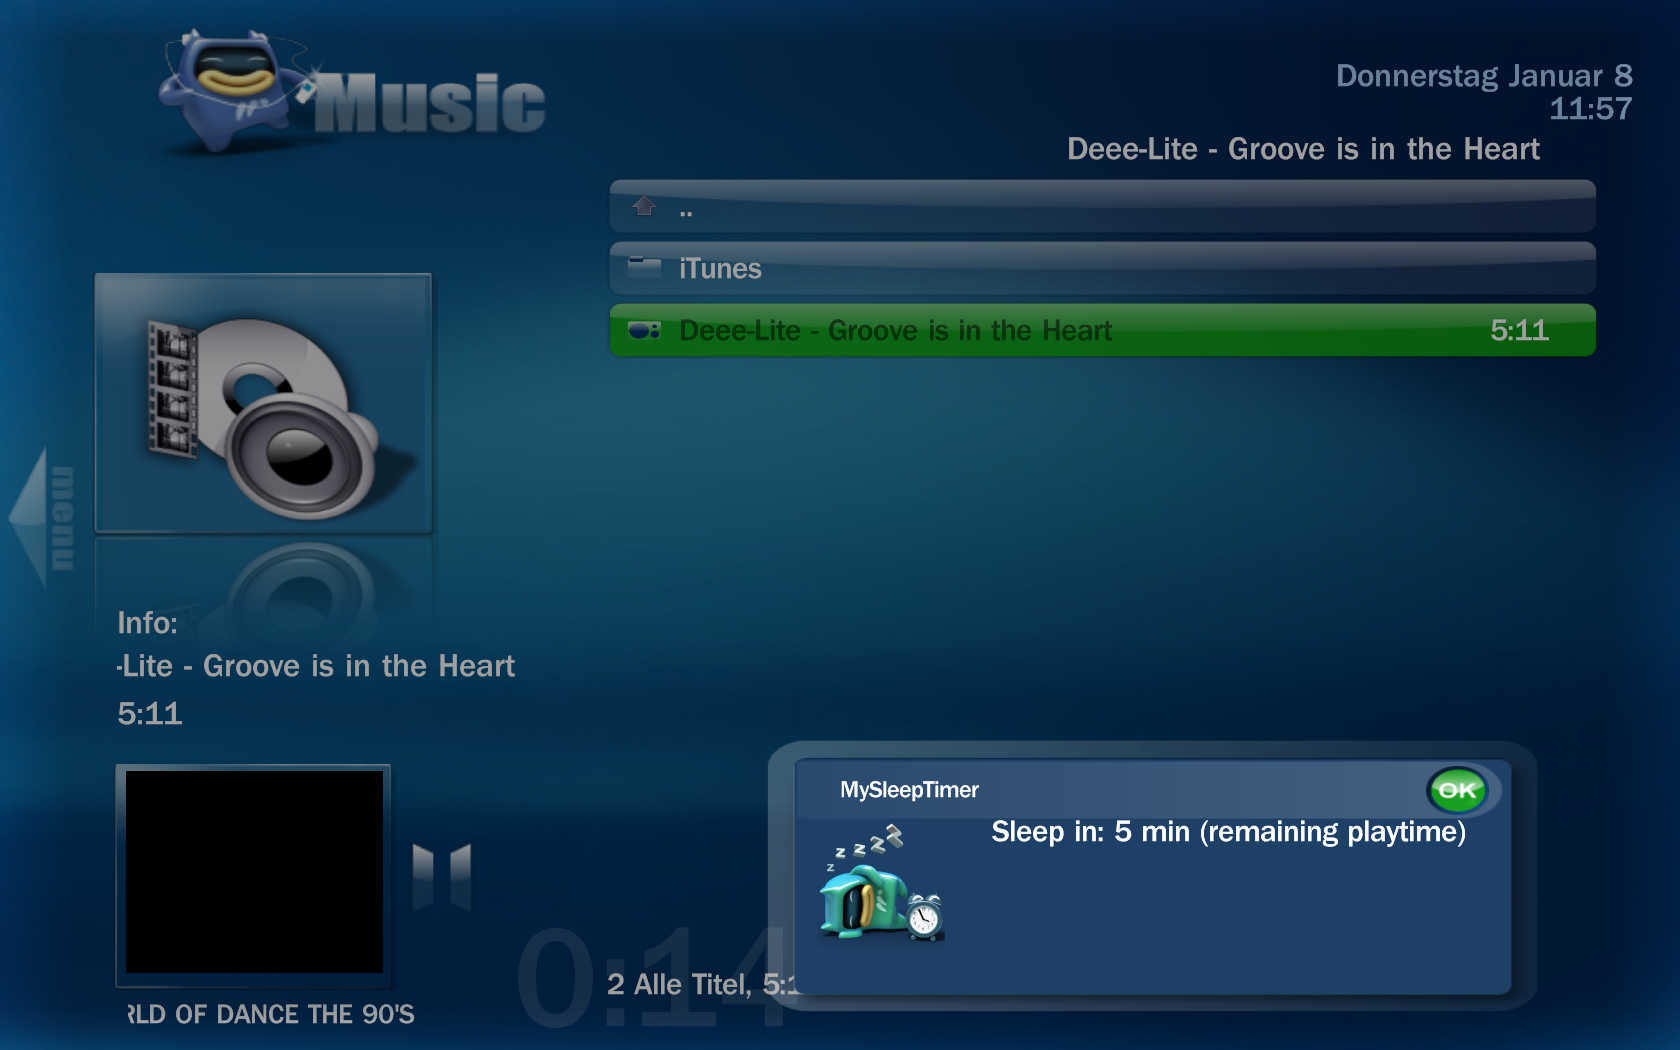 Music
Donnerstag Januar 8
11:57
Deee-Lite - Groove is in the Heart
..
iTunes
Deee-Lite - Groove is in the Heart 5:11
menu
Info:
-Lite - Groove is in the Heart
5:11
MySleepTimer
OK
Sleep in: 5 min (remaining playtime)
z z z z z
0:14
2 Alle Titel, 5:1
RLD OF DANCE THE 90'S